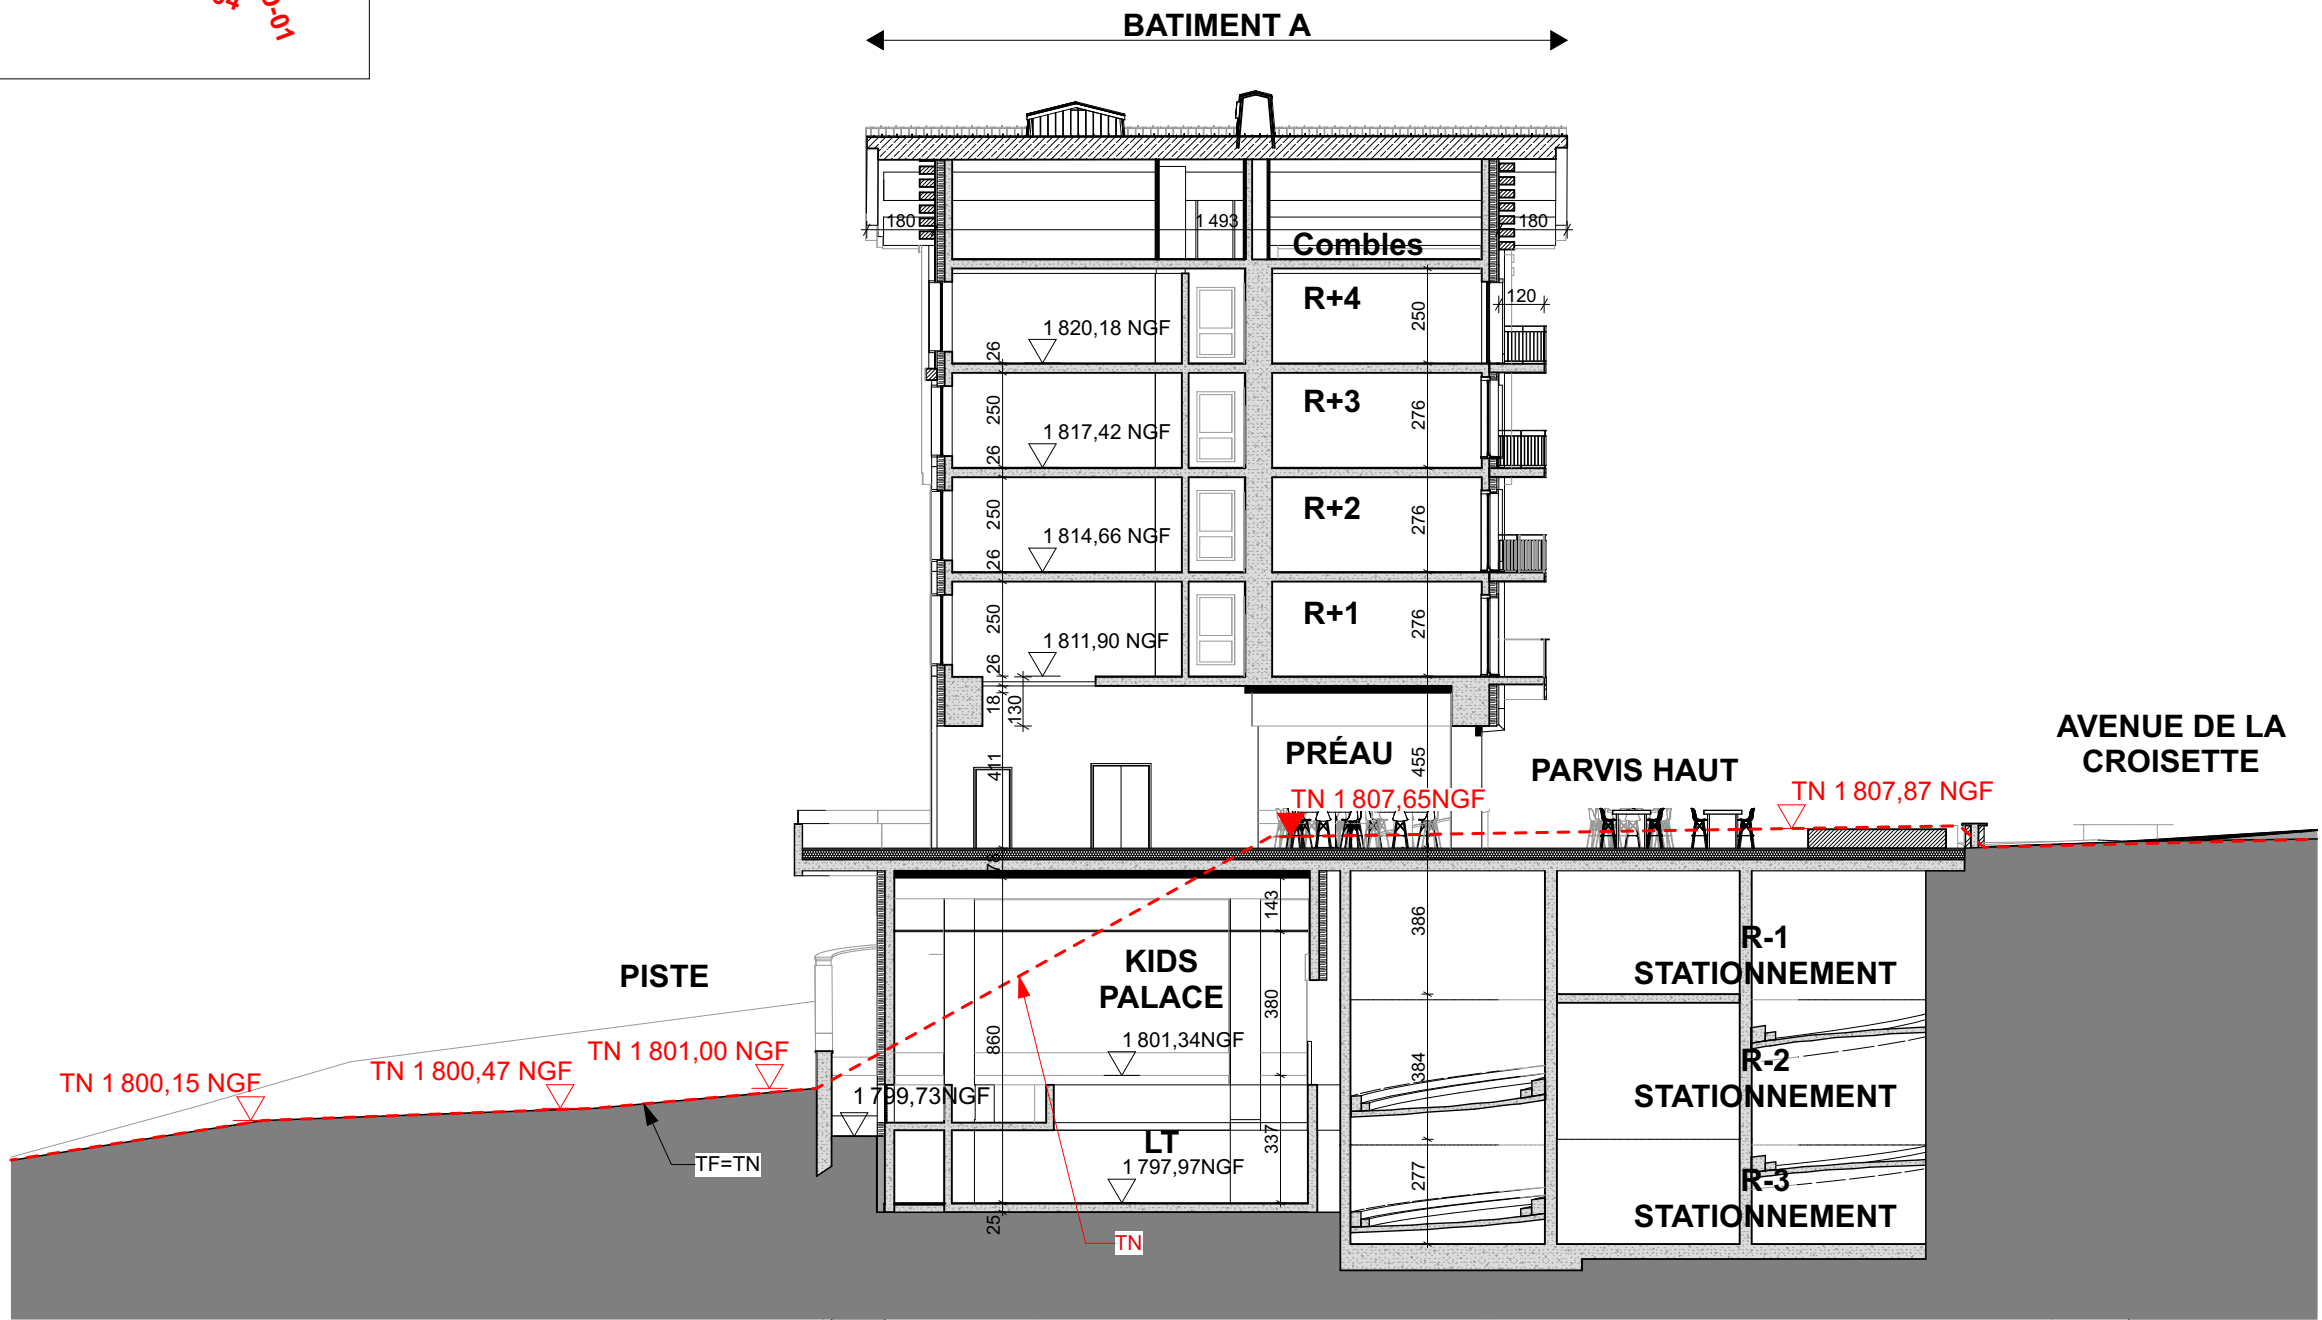 BATIMENT A
180
1 493
180
Combles
R+4
250
120
1 820,18 NGF
26
R+3
250
276
1 817,42 NGF
26
R+2
250
276
1 814,66 NGF
26
R+1
250
276
1 811,90 NGF
26
18
130
AVENUE DE LA
CROISETTE
PRÉAU
455
411
PARVIS HAUT
TN 1 807,65NGF
TN 1 807,87 NGF
78
143
386
R-1
STATIONNEMENT
KIDS
PALACE
PISTE
380
860
1 801,34NGF
TN 1 801,00 NGF
TN 1 800,47 NGF
TN 1 800,15 NGF
384
R-2
STATIONNEMENT
1 799,73NGF
LT
337
1 797,97NGF
TF=TN
277
R-3
STATIONNEMENT
25
TN